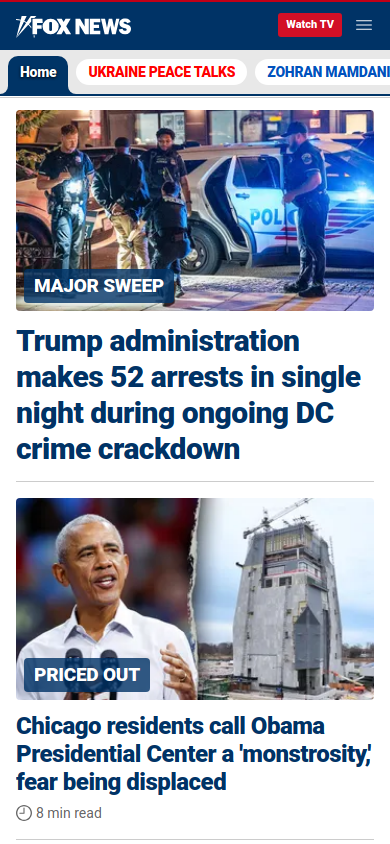 FOX NEWS
Watch TV
Home
UKRAINE PEACE TALKS
ZOHRAN MAMDANI
POLIC
MAJOR SWEEP
Trump administration
makes 52 arrests in single
night during ongoing DC
crime crackdown
PRICED OUT
Chicago residents call Obama
Presidential Center a 'monstrosity,'
fear being displaced
8 min read